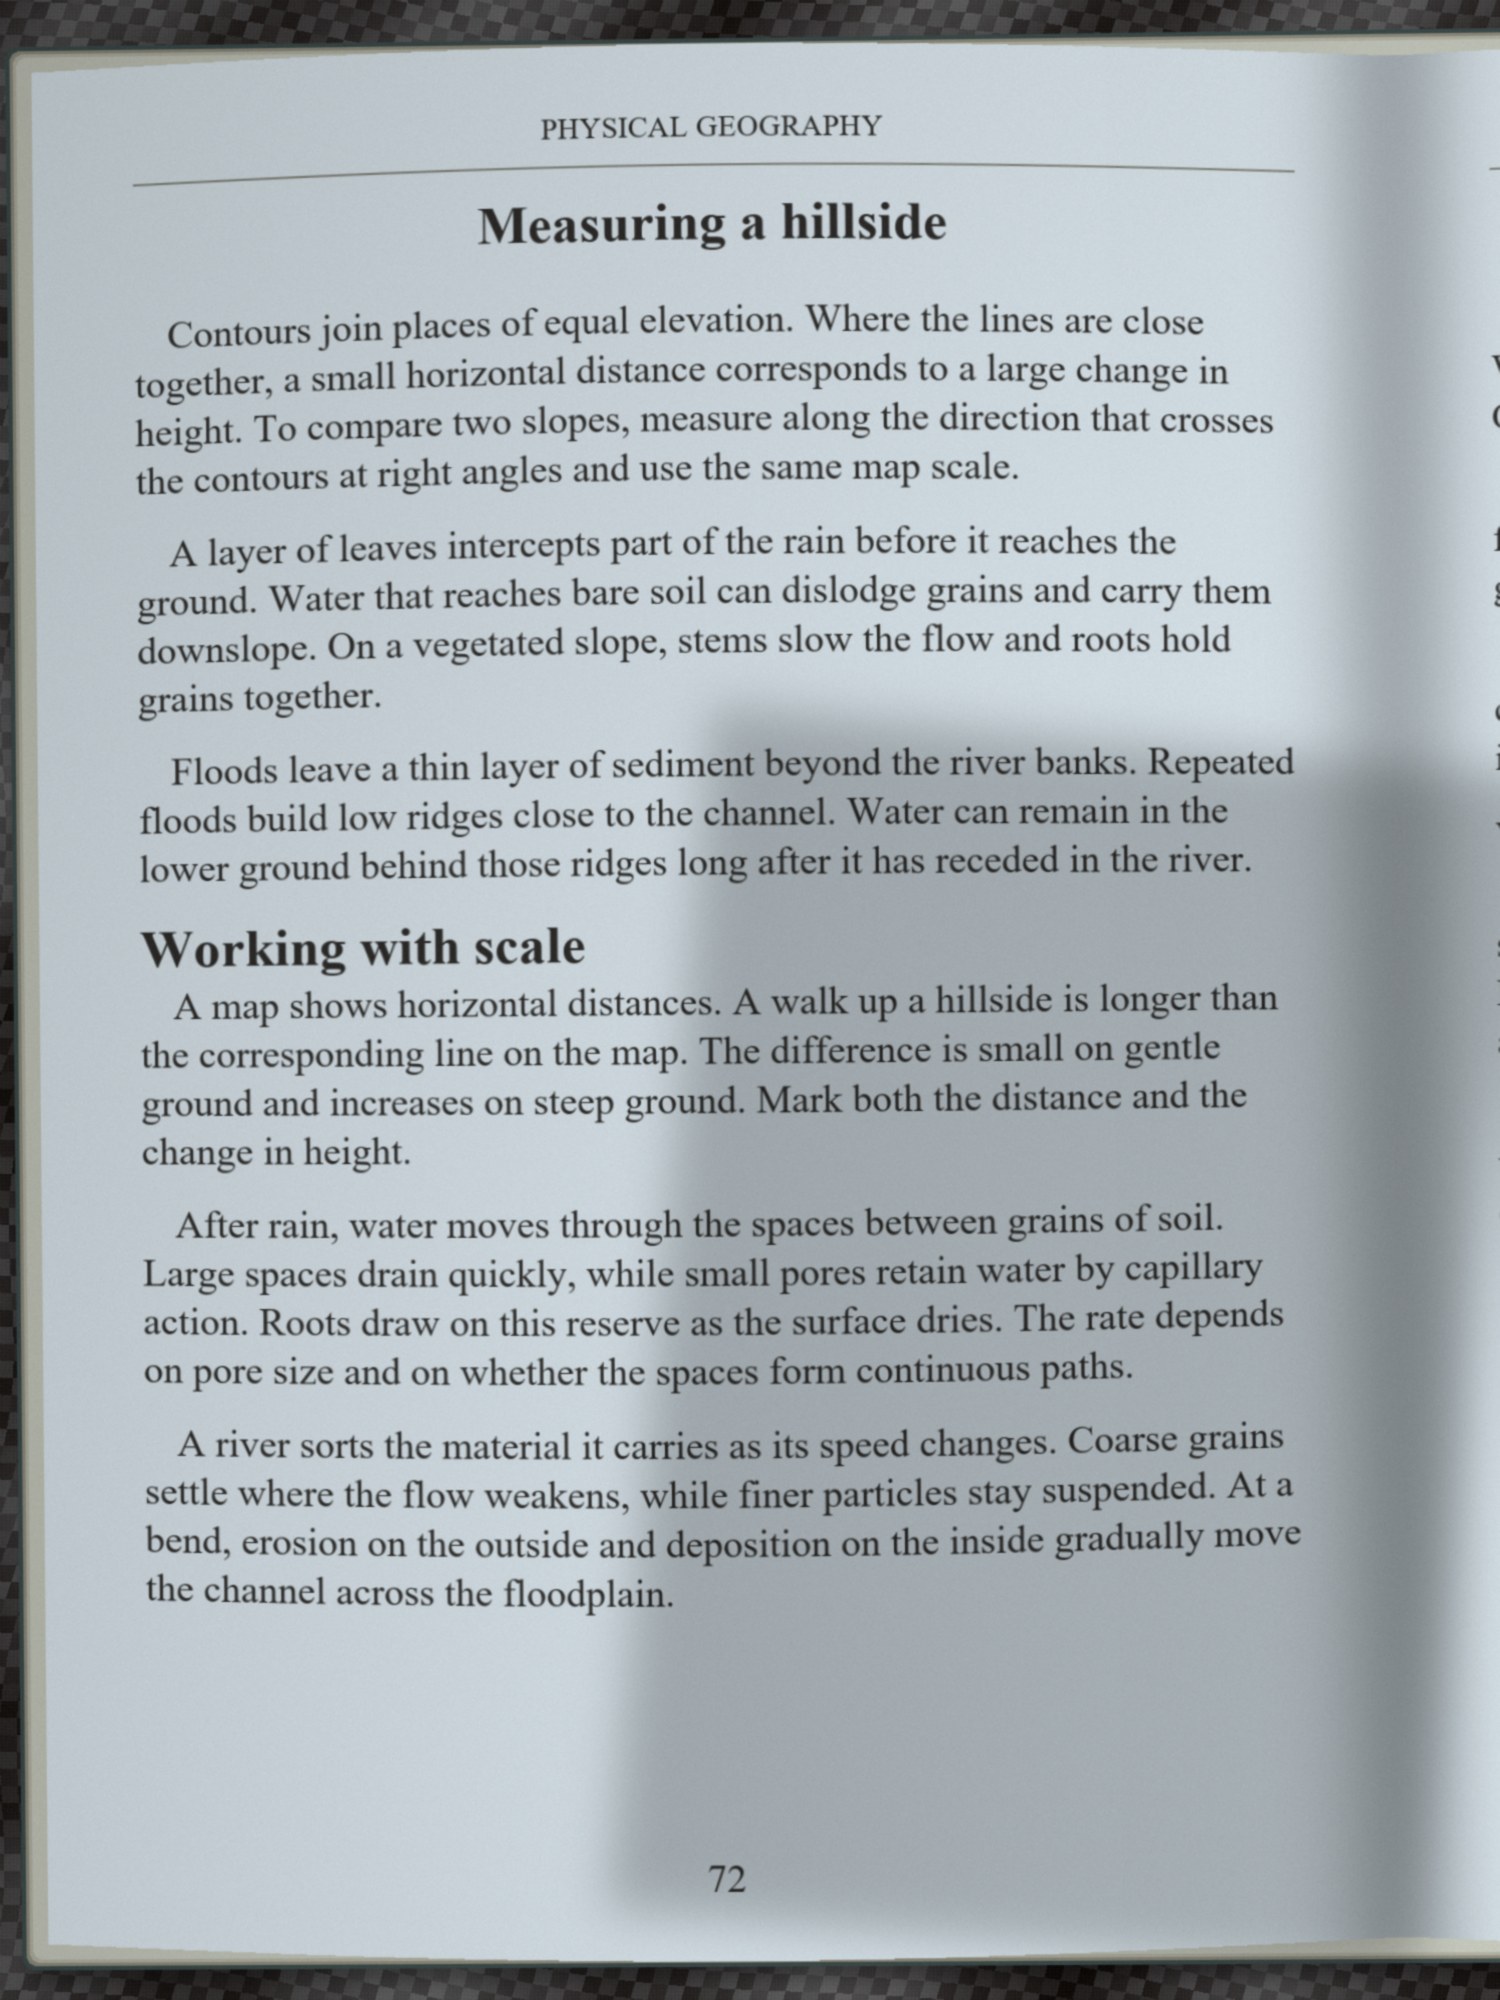 PHYSICAL GEOGRAPHY
Measuring a hillside
Contours join places of equal elevation. Where the lines are close
together, a small horizontal distance corresponds to a large change in
height. To compare two slopes, measure along the direction that crosses
the contours at right angles and use the same map scale.
A layer of leaves intercepts part of the rain before it reaches the
ground. Water that reaches bare soil can dislodge grains and carry them
downslope. On a vegetated slope, stems slow the flow and roots hold
grains together.
Floods leave a thin layer of sediment beyond the river banks. Repeated
floods build low ridges close to the channel. Water can remain in the
lower ground behind those ridges long after it has receded in the river.
Working with scale
A map shows horizontal distances. A walk up a hillside is longer than
the corresponding line on the map. The difference is small on gentle
ground and increases on steep ground. Mark both the distance and the
change in height.
After rain, water moves through the spaces between grains of soil.
Large spaces drain quickly, while small pores retain water by capillary
action. Roots draw on this reserve as the surface dries. The rate depends
on pore size and on whether the spaces form continuous paths.
A river sorts the material it carries as its speed changes. Coarse grains
settle where the flow weakens, while finer particles stay suspended. At a
bend, erosion on the outside and deposition on the inside gradually move
the channel across the floodplain.
72